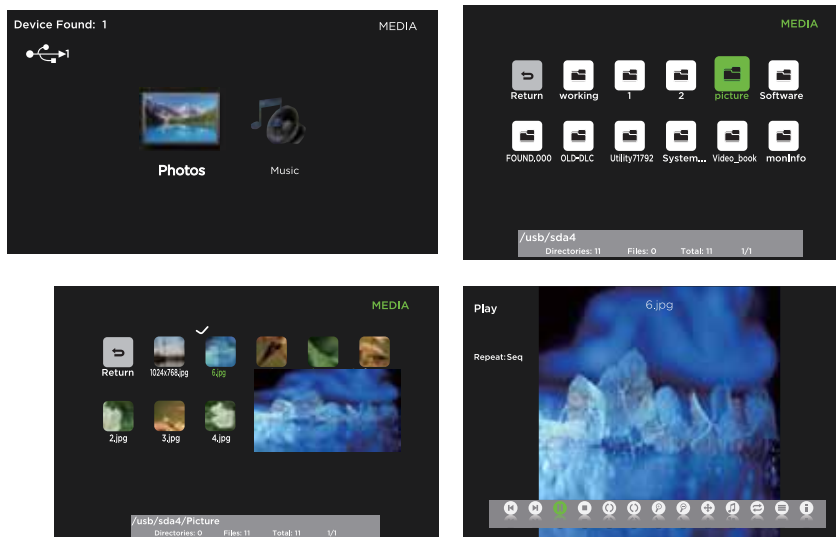 Device Found: 1
MEDIA
1
Photos
Music
MEDIA
Return working 1 2 picture Software
FOUND.000 OLD-DLC Utility71792 System... Video_book monInfo
/usb/sda4
Directories: 11 Files: 0 Total: 11 1/1
MEDIA
Return 1024x768.jpg 6.jpg
2.jpg 3.jpg 4.jpg
/usb/sda4/Picture
Directories: 0 Files: 11 Total: 11 1/1
Play
6.jpg
Repeat:Seq